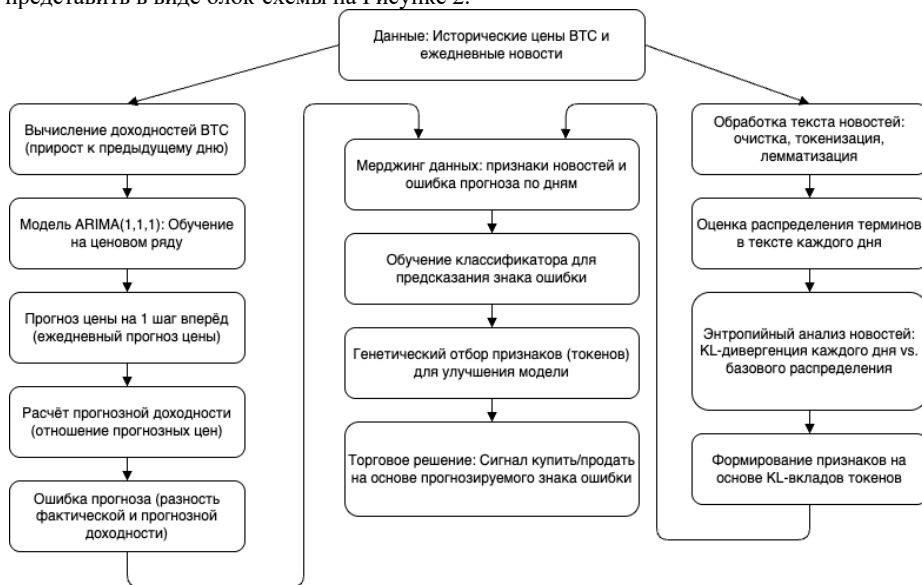 представить в виде блок-схемы на Рисунке 2.
Данные: Исторические цены BTC и
ежедневные новости
Вычисление доходностей BTC
(прирост к предыдущему дню)
Модель ARIMA(1,1,1): Обучение
на ценовом ряду
Прогноз цены на 1 шаг вперёд
(ежедневный прогноз цены)
Расчёт прогнозной доходности
(отношение прогнозных цен)
Ошибка прогноза (разность
фактической и прогнозной
доходности)
Мерджинг данных: признаки новостей и
ошибка прогноза по дням
Обучение классификатора для
предсказания знака ошибки
Генетический отбор признаков (токенов)
для улучшения модели
Торговое решение: Сигнал купить/продать
на основе прогнозируемого знака ошибки
Обработка текста новостей:
очистка, токенизация,
лемматизация
Оценка распределения терминов
в тексте каждого дня
Энтропийный анализ новостей:
KL-дивергенция каждого дня vs.
базового распределения
Формирование признаков на
основе KL-вкладов токенов